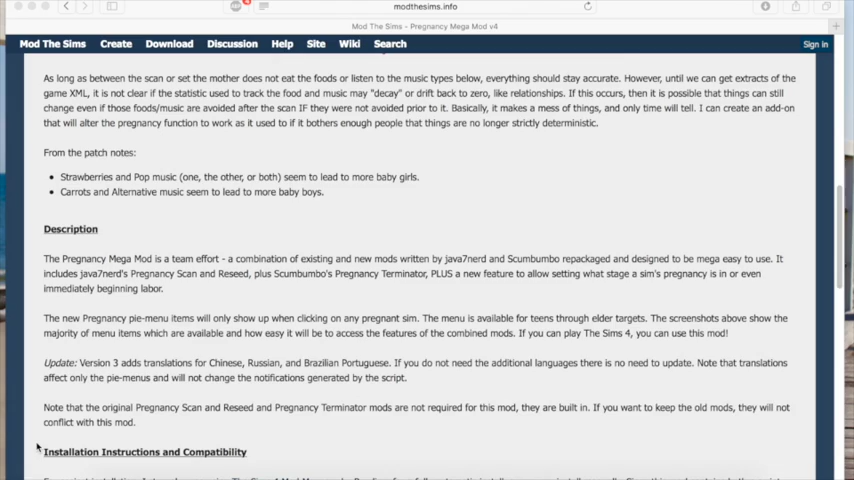 modthesims.info
Mod The Sims - Pregnancy Mega Mod v4
Mod The Sims Create Download Discussion Help Site Wiki Search Sign in
As long as between the scan or set the mother does not eat the foods or listen to the music types below, everything should stay accurate. However, until we can get extracts of the
game XML, it is not clear if the statistic used to track the food and music may "decay" or drift back to zero, like relationships. If this occurs, then it is possible that things can still
change even if those foods/music are avoided after the scan IF they were not avoided prior to it. Basically, it makes a mess of things, and only time will tell. I can create an add-on
that will alter the pregnancy function to work as it used to if it bothers enough people that things are no longer strictly deterministic.
From the patch notes:
• Strawberries and Pop music (one, the other, or both) seem to lead to more baby girls.
• Carrots and Alternative music seem to lead to more baby boys.
Description
The Pregnancy Mega Mod is a team effort - a combination of existing and new mods written by java7nerd and Scumbumbo repackaged and designed to be mega easy to use. It
includes java7nerd's Pregnancy Scan and Reseed, plus Scumbumbo's Pregnancy Terminator, PLUS a new feature to allow setting what stage a sim's pregnancy is in or even
immediately beginning labor.
The new Pregnancy pie-menu items will only show up when clicking on any pregnant sim. The menu is available for teens through elder targets. The screenshots above show the
majority of menu items which are available and how easy it will be to access the features of the combined mods. If you can play The Sims 4, you can use this mod!
Update: Version 3 adds translations for Chinese, Russian, and Brazilian Portuguese. If you do not need the additional languages there is no need to update. Note that translations
affect only the pie-menus and will not change the notifications generated by the script.
Note that the original Pregnancy Scan and Reseed and Pregnancy Terminator mods are not required for this mod, they are built in. If you want to keep the old mods, they will not
conflict with this mod.
Installation Instructions and Compatibility